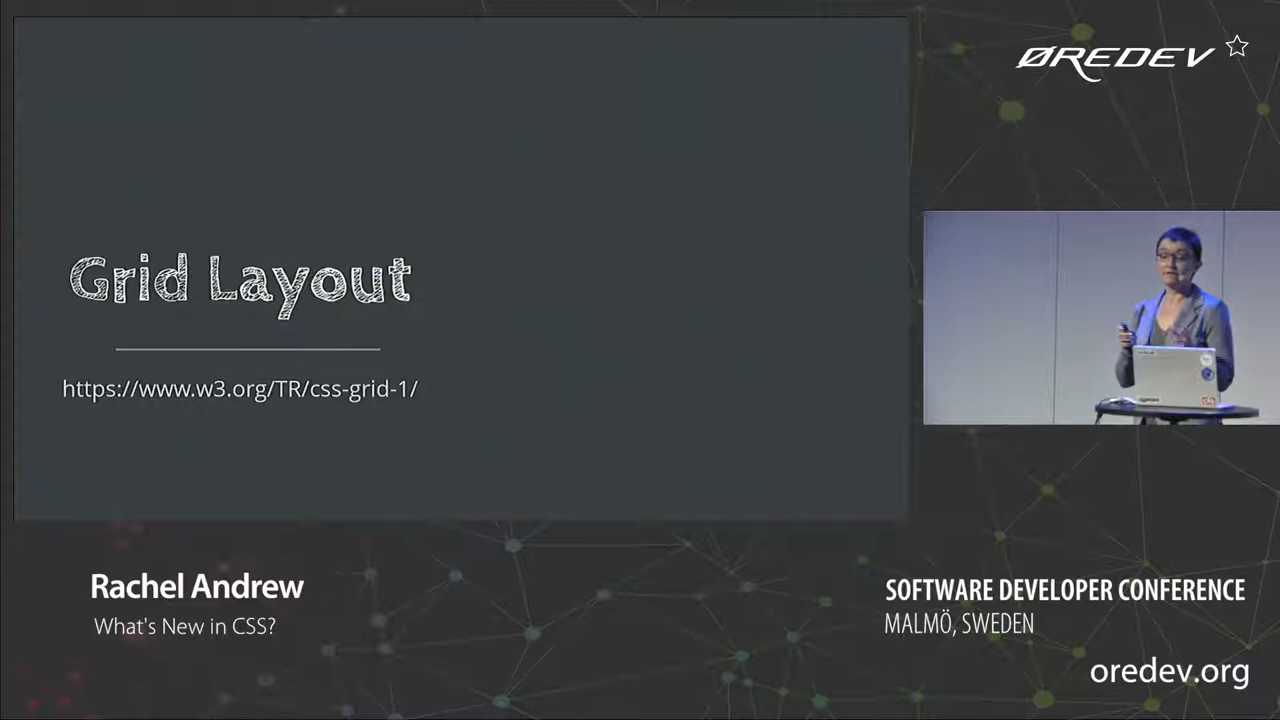 ØREDEV
Grid Layout
https://www.w3.org/TR/css-grid-1/
Rachel Andrew
What's New in CSS?
SOFTWARE DEVELOPER CONFERENCE
MALMÖ, SWEDEN
oredev.org